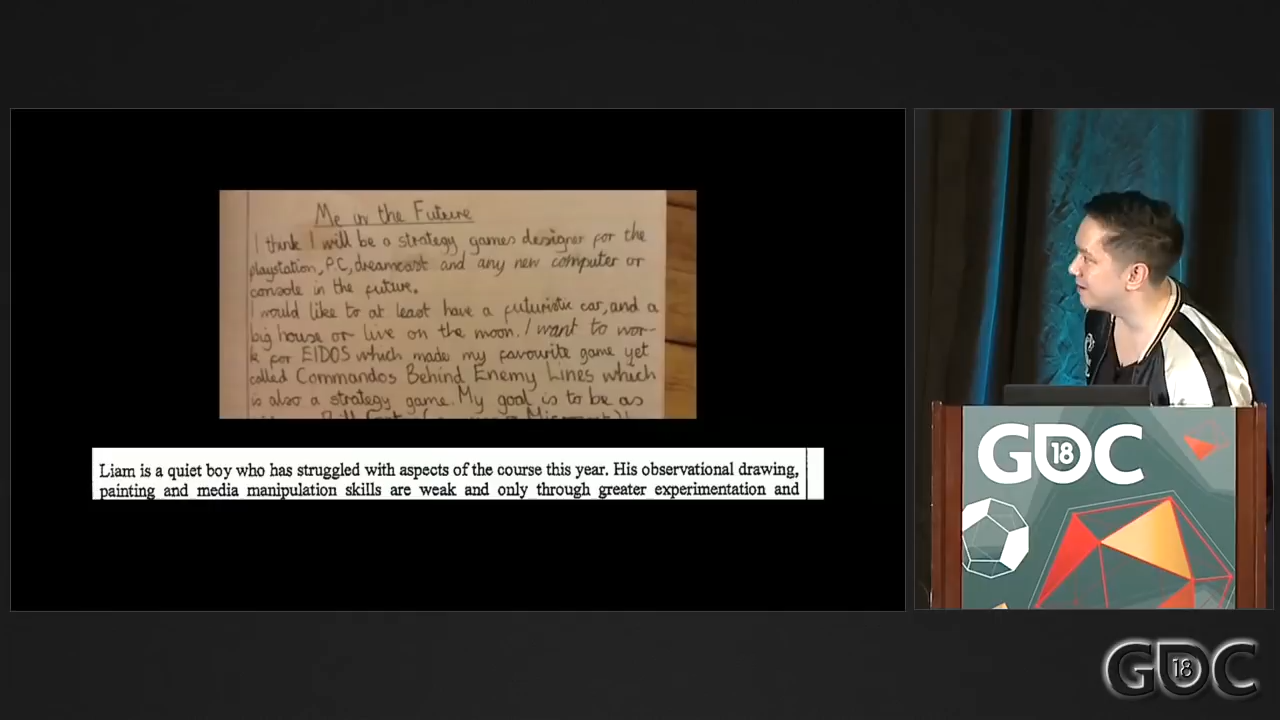 Me in the Future
I think I will be a strategy games designer for the
playstation, PC, dreamcast and any new computer or
console in the future.
I would like to at least have a futuristic car, and a
big house or live on the moon. I want to wor-
k for EIDOS which made my favourite game yet
called Commandos Behind Enemy Lines which
is also a strategy game. My goal is to be as
Liam is a quiet boy who has struggled with aspects of the course this year. His observational drawing,
painting and media manipulation skills are weak and only through greater experimentation and
GDC 18
GDC 18